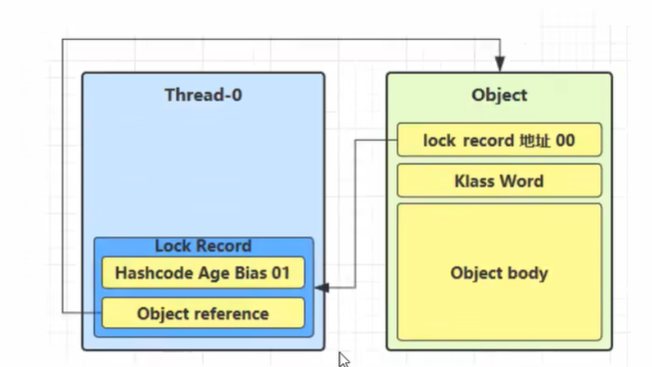 Thread-0
Lock Record
Hashcode Age Bias 01
Object reference
Object
lock record 地址 00
Klass Word
Object body